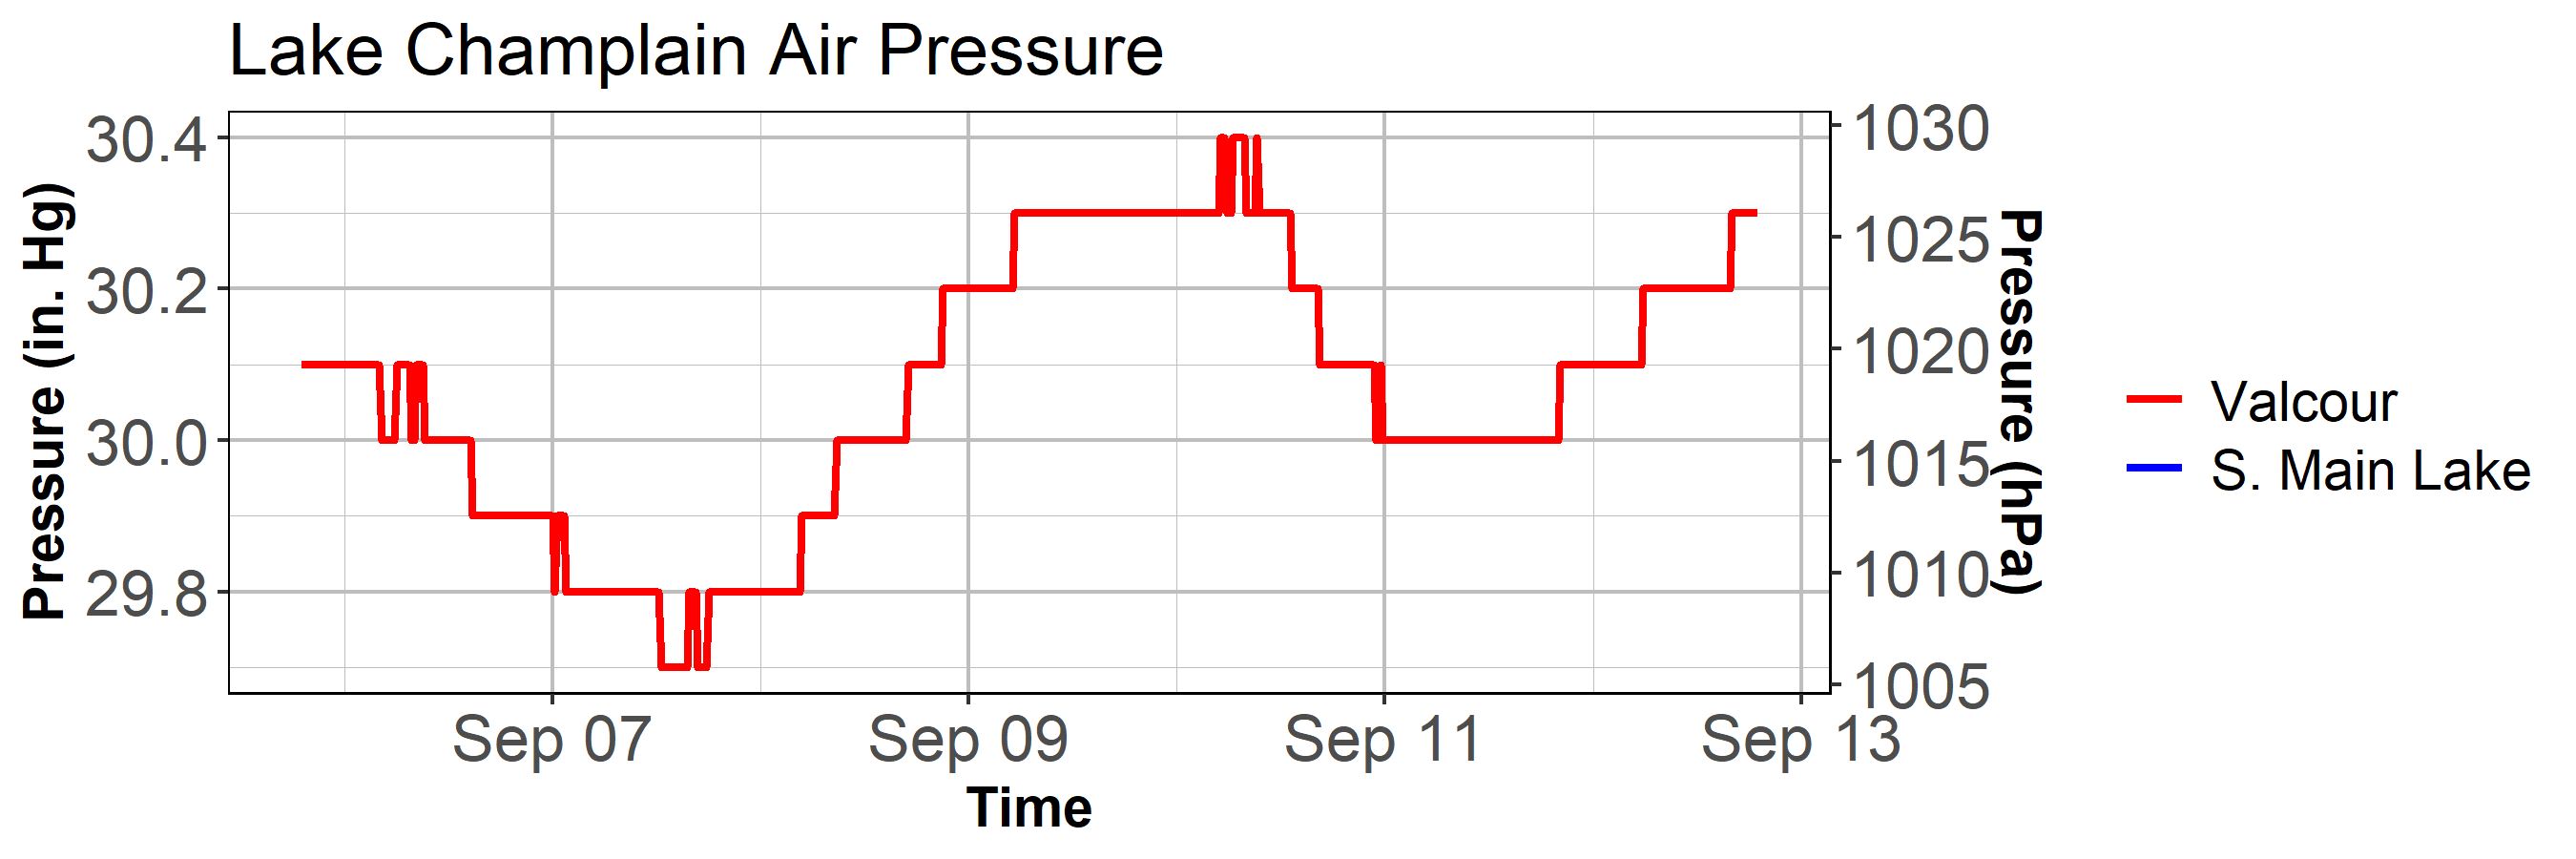 Lake Champlain Air Pressure
Pressure (in. Hg)
30.4
30.2
30.0
29.8
1030
1025
1020
1015
1010
1005
Pressure (hPa)
Sep 07
Sep 09
Sep 11
Sep 13
Time
Valcour
S. Main Lake